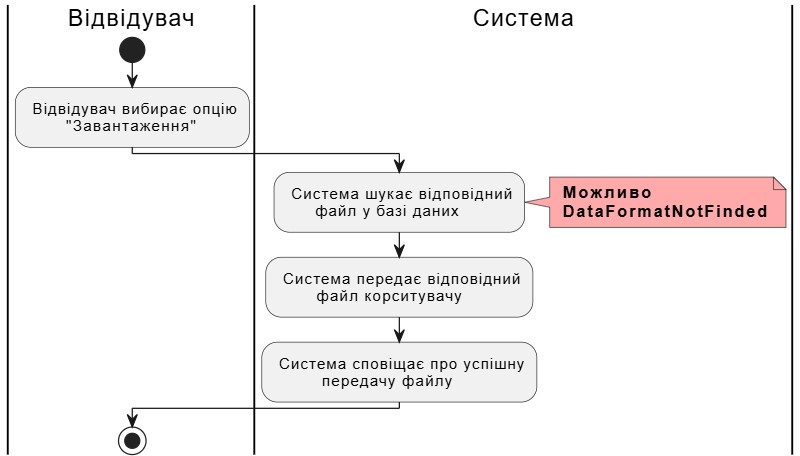 Відвідувач
Система
Відвідувач вибирає опцію
"Завантаження"
Система шукає відповідний
файл у базі даних
Можливо
DataFormatNotFinded
Система передає відповідний
файл корситувачу
Система сповіщає про успішну
передачу файлу